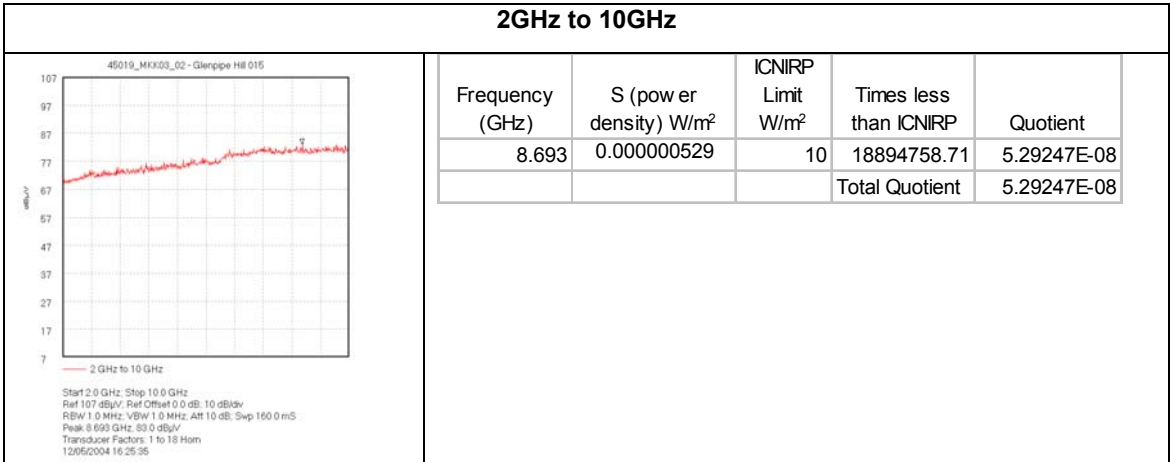 2GHz to 10GHz
45019_MKK03_02 - Glenpipe Hill 015
107
97
87
77
67
57
47
37
27
17
7
dBµV
2 GHz to 10 GHz
Start 2.0 GHz; Stop 10.0 GHz
Ref 107 dBµV; Ref Offset 0.0 dB; 10 dB/div
RBW 1.0 MHz; VBW 1.0 MHz; Att 10 dB; Swp 160.0 mS
Peak 8.693 GHz, 83.0 dBµV
Transducer Factors: 1 to 18 Horn
12/05/2004 16:25:35
Frequency (GHz) S (pow er density) W/m² ICNIRP Limit W/m² Times less than ICNIRP Quotient
8.693 0.000000529 10 18894758.71 5.29247E-08
Total Quotient 5.29247E-08